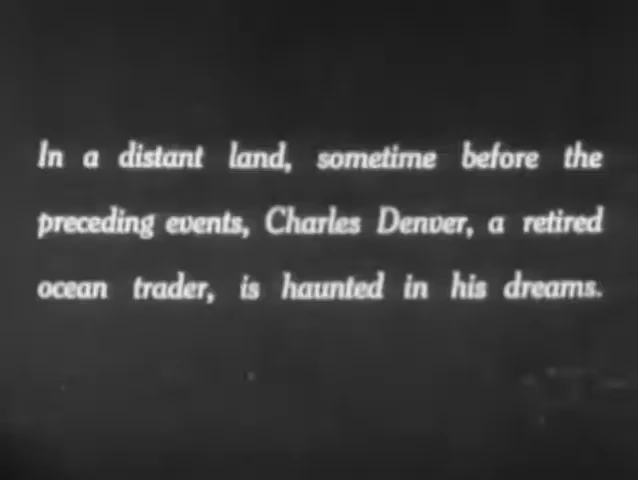 In a distant land, sometime before the
preceding events, Charles Denver, a retired
ocean trader, is haunted in his dreams.